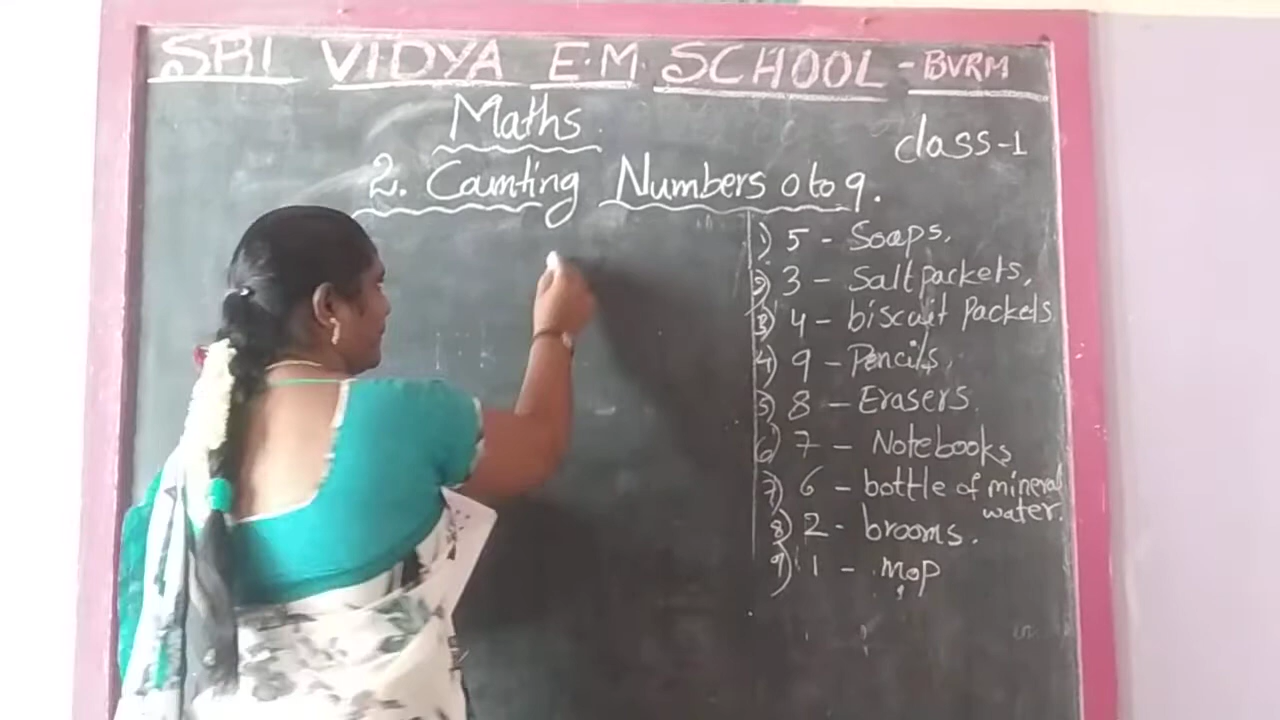 SRI VIDYA E.M. SCHOOL - BVRM
Maths
class-1
2. Counting Numbers 0 to 9.
1) 5 - Soaps.
2) 3 - Salt packets.
3) 4 - biscuit Packets
4) 9 - Pencils.
5) 8 - Erasers.
6) 7 - Notebooks
7) 6 - bottle of mineral
water.
8) 2 - brooms.
9) 1 - mop